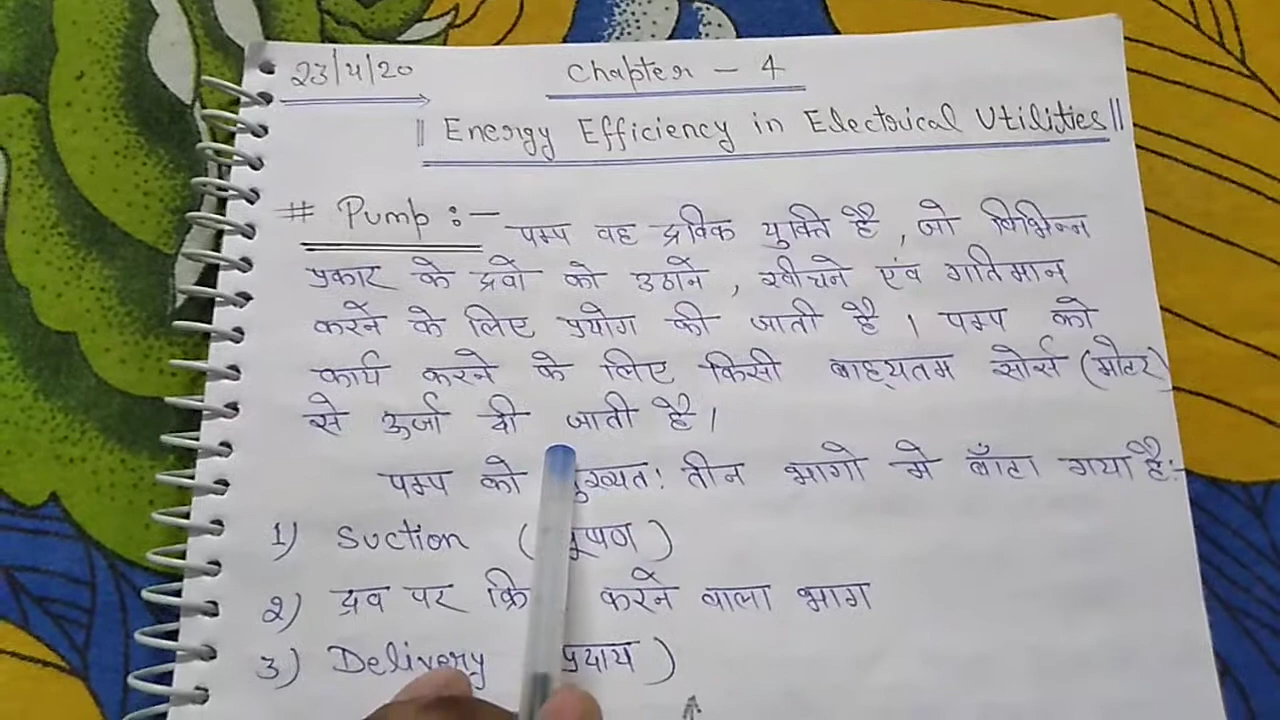 23/4/20
Chapter - 4
|| Energy Efficiency in Electrical Utilities ||
# Pump :- पम्प वह द्रविक युक्ति है, जो विभिन्न
प्रकार के द्रवो को उठाने, खीचने एंव गतिमान
करने के लिए प्रयोग की जाती है। पम्प को
कार्य करने के लिए किसी बाह्यतम सोर्स (मोटर)
से ऊर्जा दी जाती है।
पम्प को तीन भागो मे बाँटा गया है:-
1) Suction
2) द्रव पर करने वाला भाग
3) Delivery